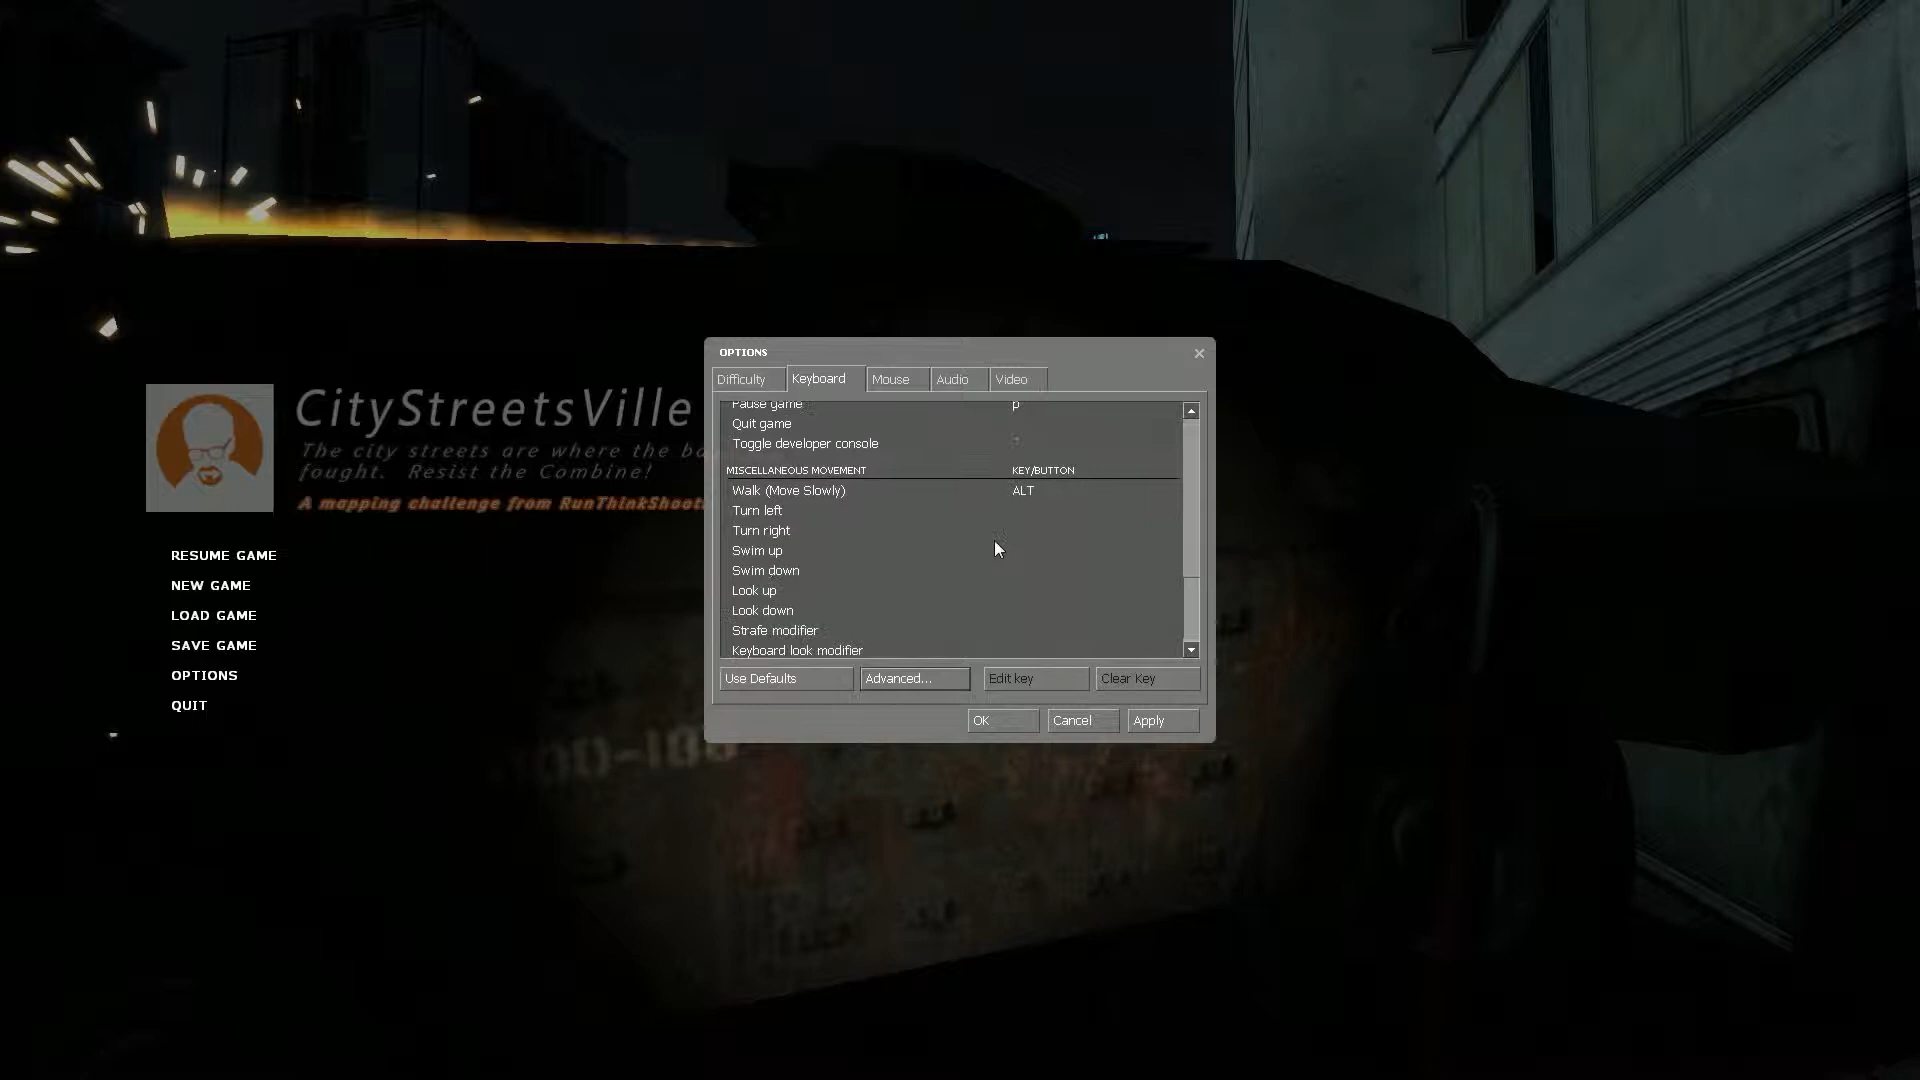 OPTIONS
Difficulty Keyboard Mouse Audio Video
Pause game p
Quit game
Toggle developer console
MISCELLANEOUS MOVEMENT KEY/BUTTON
Walk (Move Slowly) ALT
Turn left
Turn right
Swim up
Swim down
Look up
Look down
Strafe modifier
Keyboard look modifier
Use Defaults Advanced... Edit key Clear Key
OK Cancel Apply
CityStreetsVille
The city streets are where the
fought. Resist the Combine!
A mapping challenge from
RESUME GAME
NEW GAME
LOAD GAME
SAVE GAME
OPTIONS
QUIT